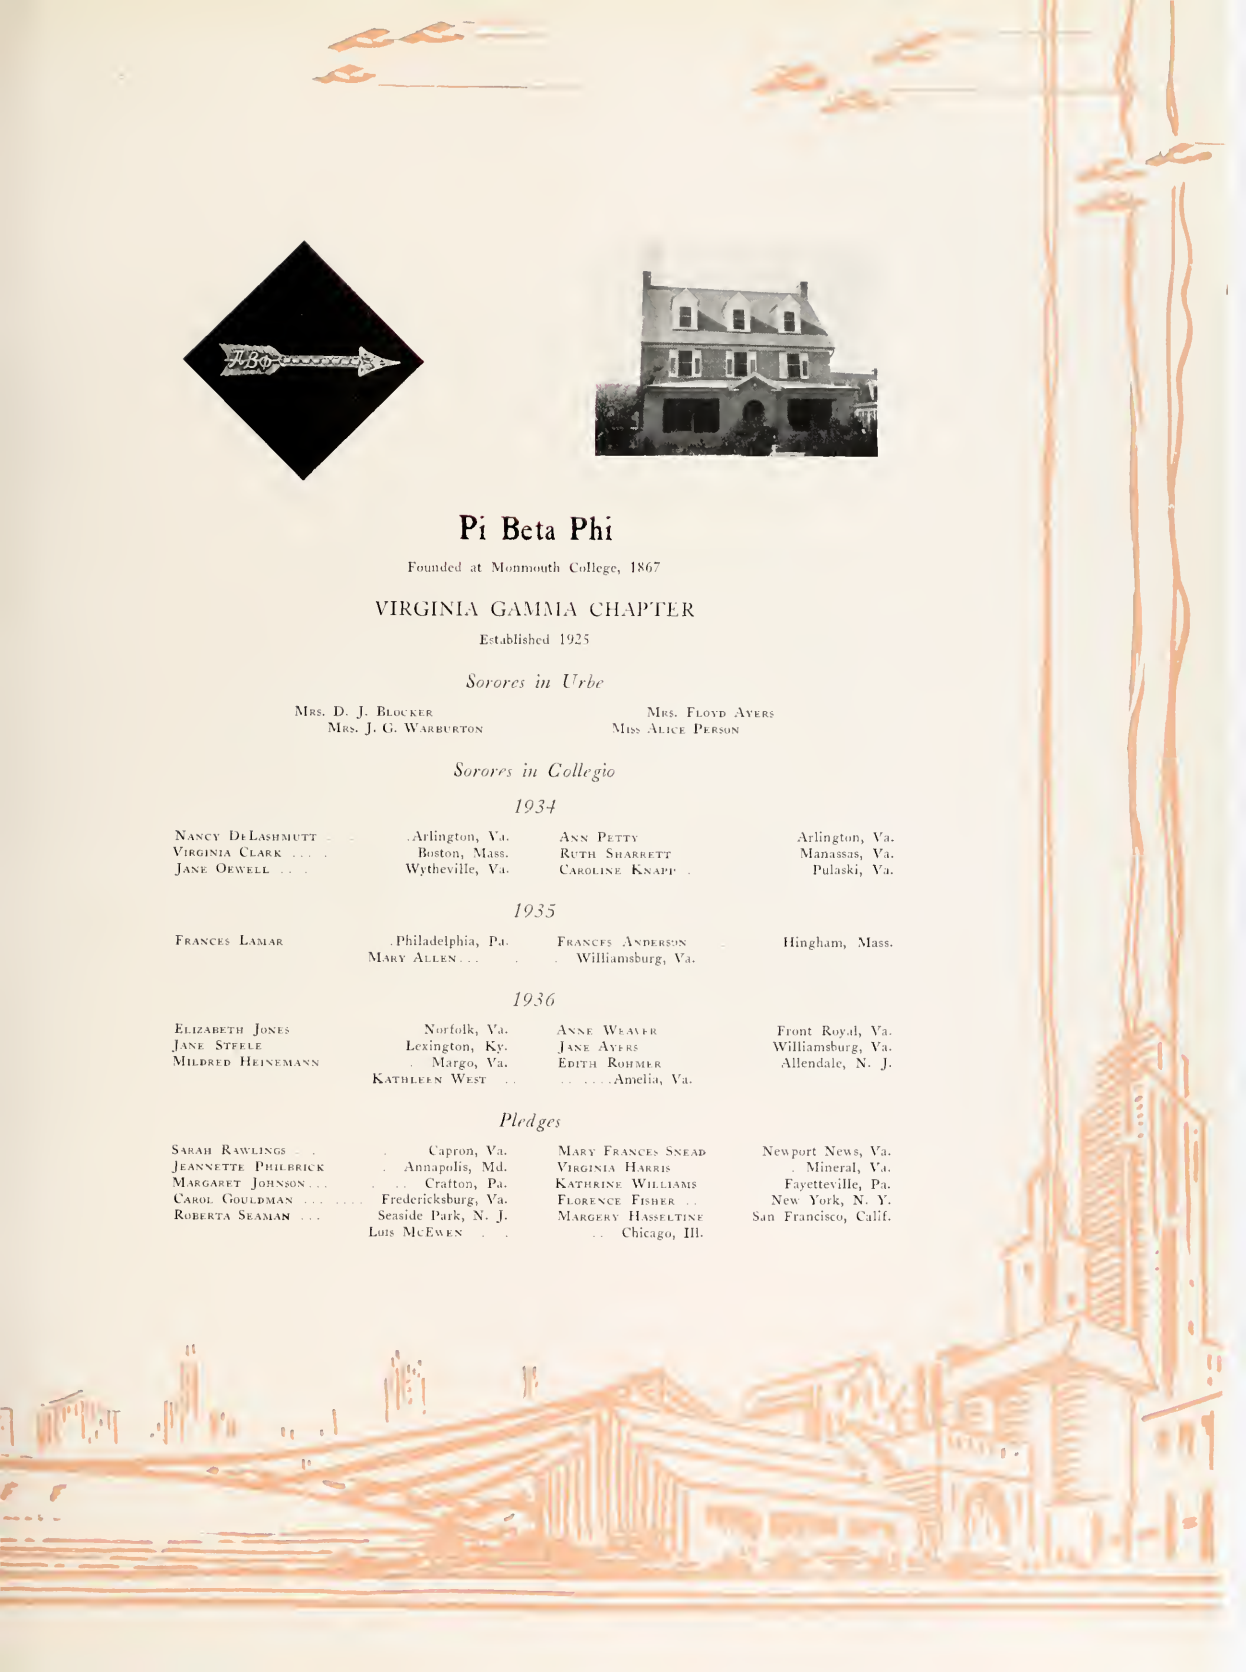 ΠΒΦ
Pi Beta Phi
Founded at Monmouth College, 1867
VIRGINIA GAMMA CHAPTER
Established 1925
Sorores in Urbe
Mrs. D. J. Blocker Mrs. Floyd Ayers
Mrs. J. G. Warburton Miss Alice Person
Sorores in Collegio
1934
Nancy DeLashmutt Arlington, Va. Ann Petty Arlington, Va.
Virginia Clark Boston, Mass. Ruth Sharrett Manassas, Va.
Jane Oewell Wytheville, Va. Caroline Knapp Pulaski, Va.
1935
Frances Lamar Philadelphia, Pa. Frances Anderson Hingham, Mass.
Mary Allen Williamsburg, Va.
1936
Elizabeth Jones Norfolk, Va. Anne Weaver Front Royal, Va.
Jane Steele Lexington, Ky. Jane Ayers Williamsburg, Va.
Mildred Heinemann Margo, Va. Edith Rohmer Allendale, N. J.
Kathleen West Amelia, Va.
Pledges
Sarah Rawlings Capron, Va. Mary Frances Snead Newport News, Va.
Jeannette Philbrick Annapolis, Md. Virginia Harris Mineral, Va.
Margaret Johnson Crafton, Pa. Kathrine Williams Fayetteville, Pa.
Carol Gouldman Fredericksburg, Va. Florence Fisher New York, N. Y.
Roberta Seaman Seaside Park, N. J. Margery Hasseltine San Francisco, Calif.
Lois McEwen Chicago, Ill.